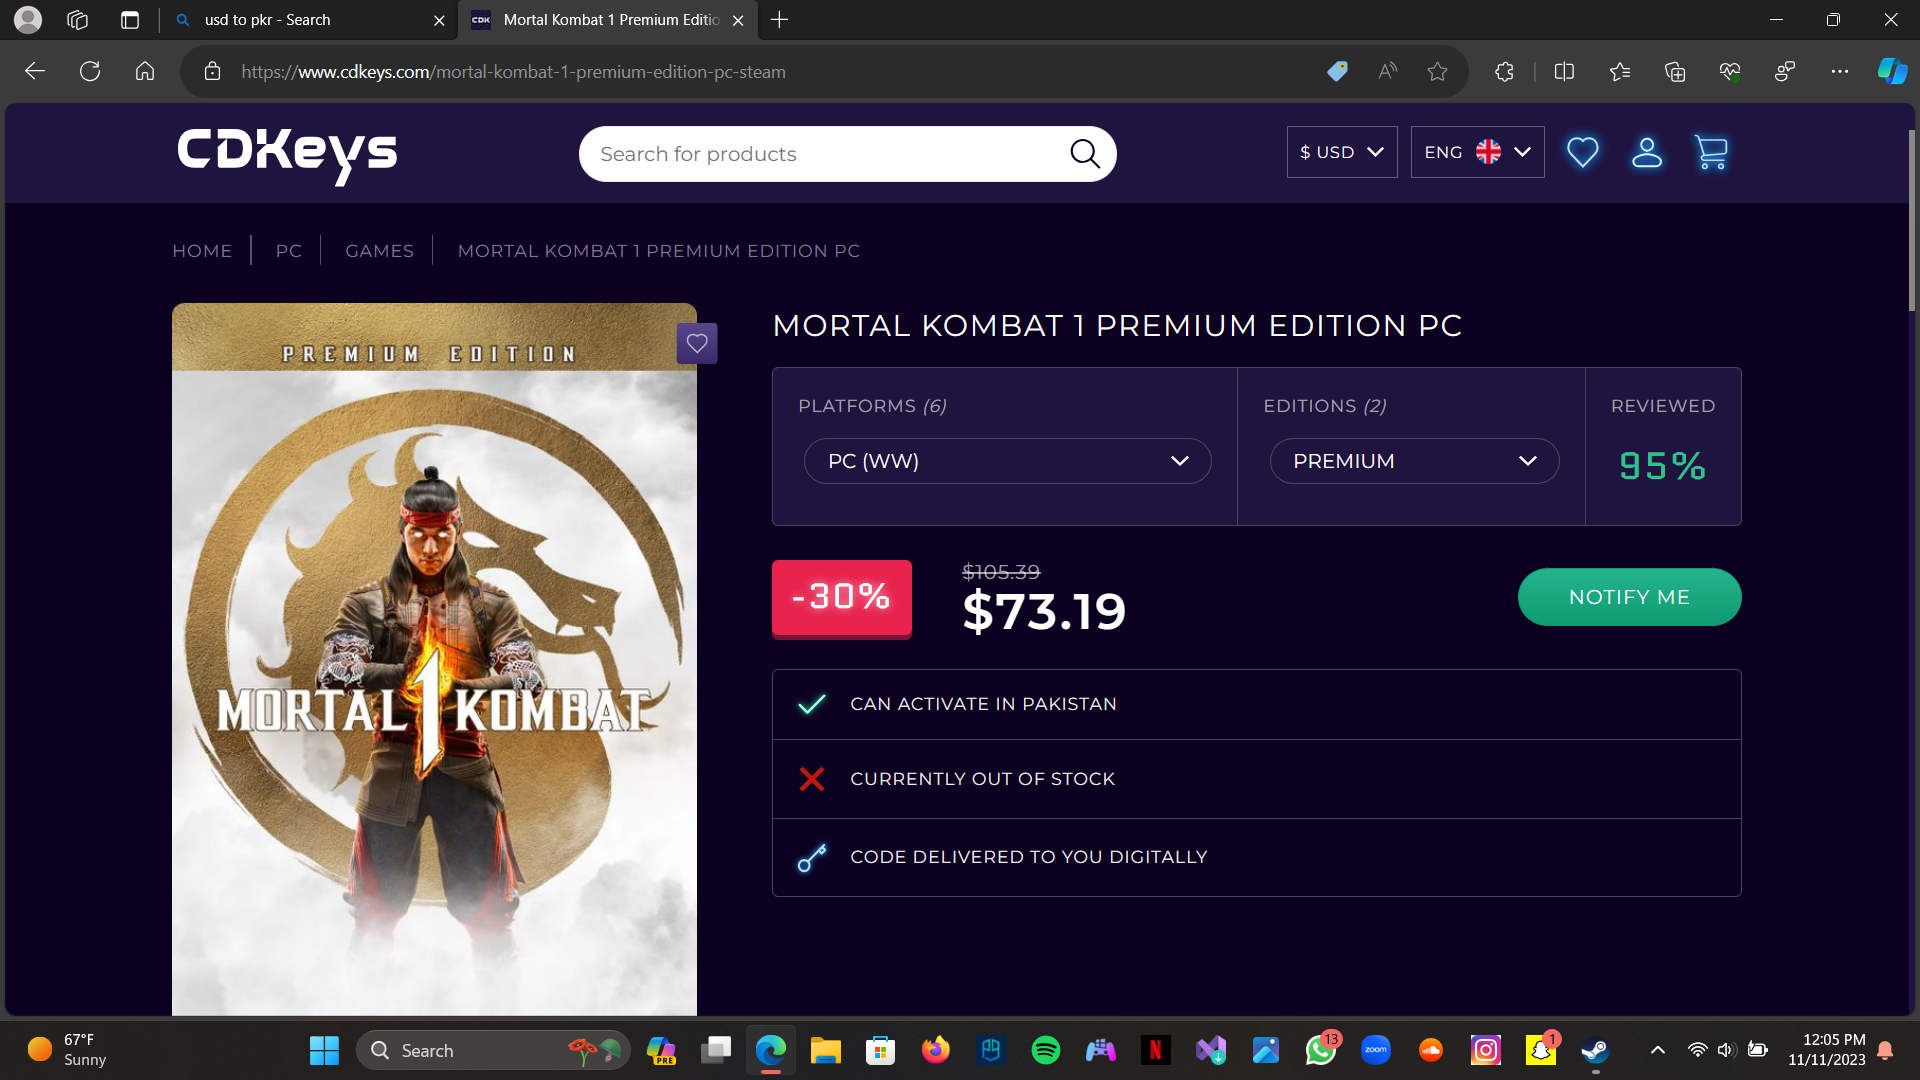 usd to pkr - Search
CDK
Mortal Kombat 1 Premium Editio
https://www.cdkeys.com/mortal-kombat-1-premium-edition-pc-steam
CDKeys
Search for products
$ USD
ENG
HOME
PC
GAMES
MORTAL KOMBAT 1 PREMIUM EDITION PC
PREMIUM EDITION
MORTAL 1 KOMBAT
MORTAL KOMBAT 1 PREMIUM EDITION PC
PLATFORMS (6)
EDITIONS (2)
REVIEWED
PC (WW)
PREMIUM
95%
-30%
$105.39
$73.19
NOTIFY ME
CAN ACTIVATE IN PAKISTAN
CURRENTLY OUT OF STOCK
CODE DELIVERED TO YOU DIGITALLY
67°F
Sunny
Search
PRE
N
13
zoom
1
12:05 PM
11/11/2023